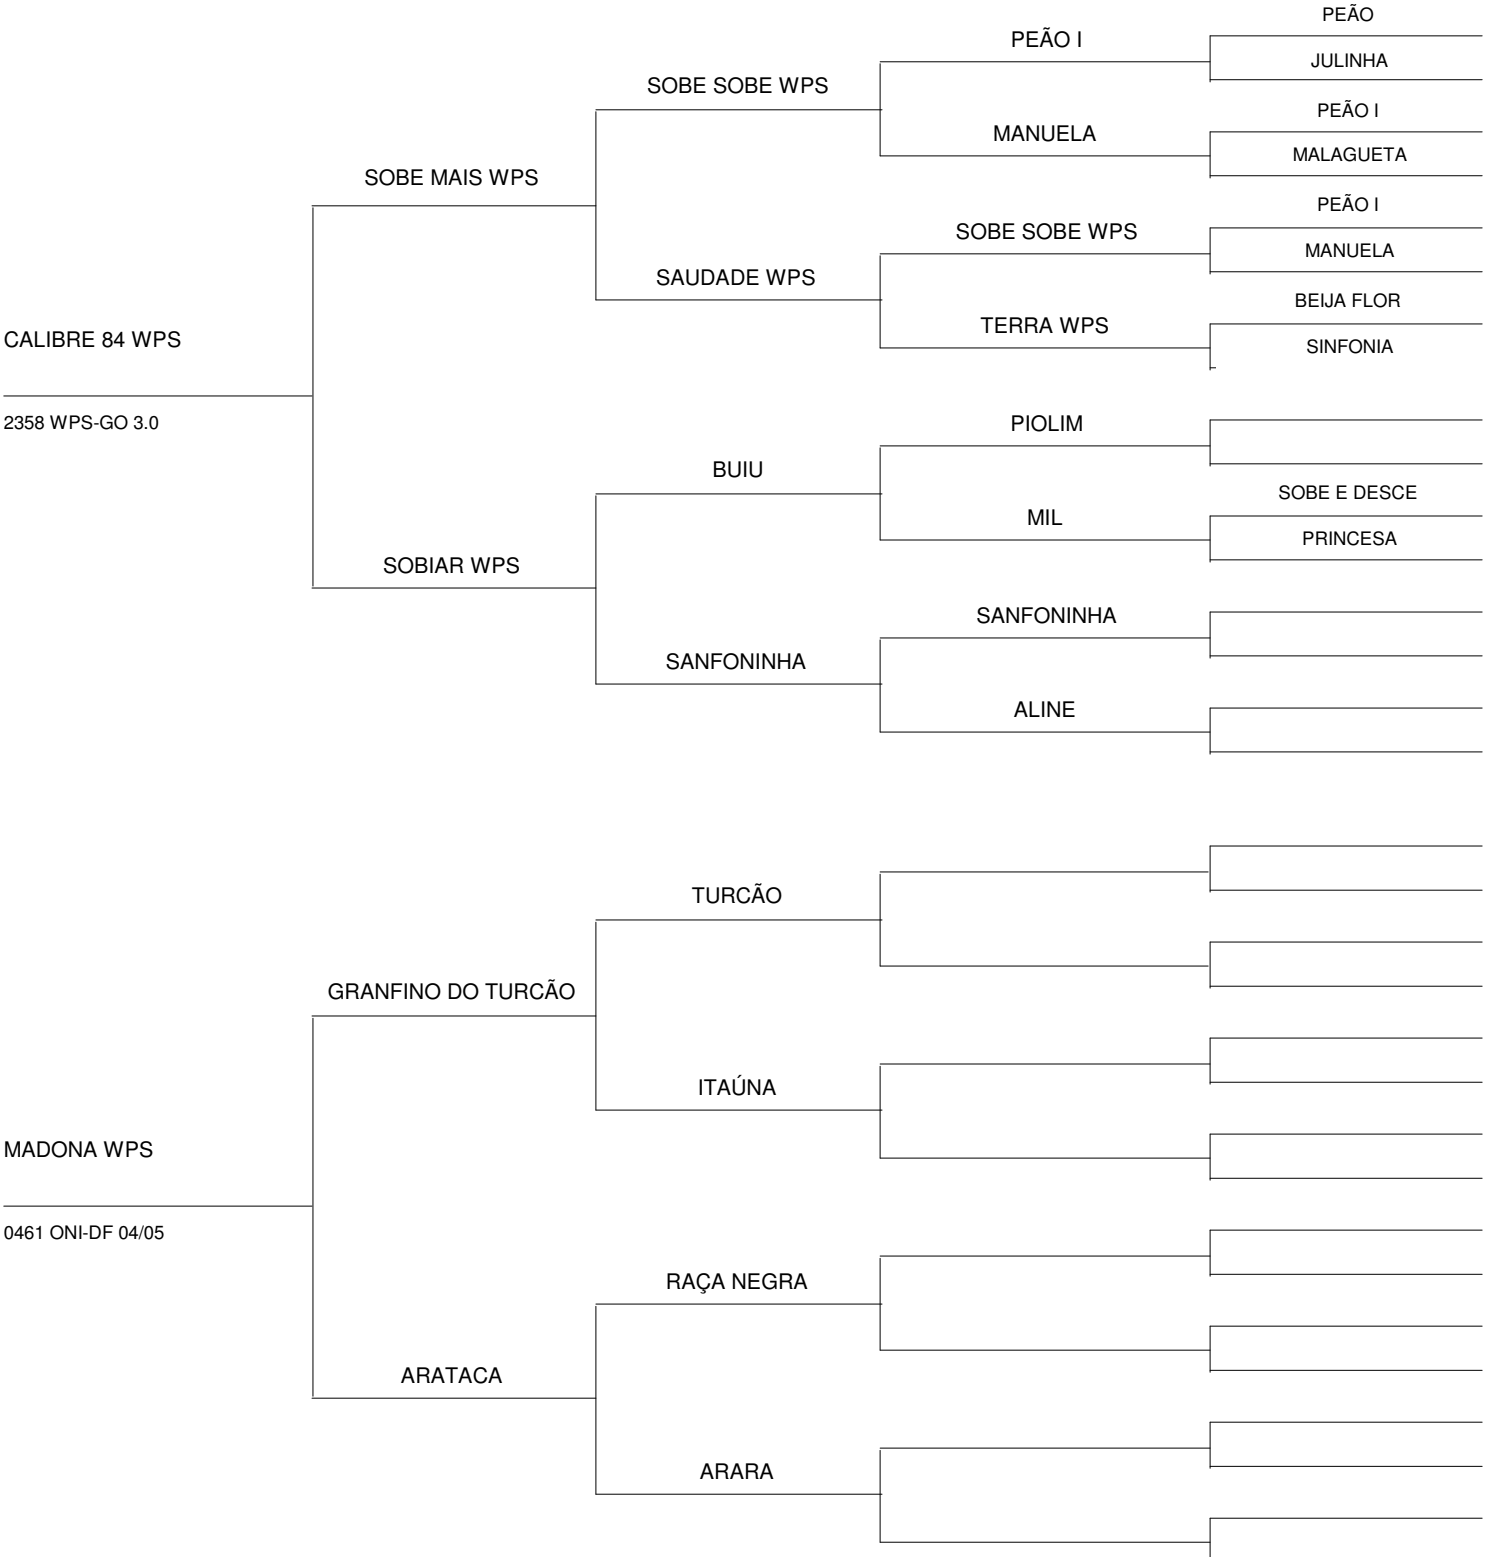 PEÃO
PEÃO I
JULINHA
SOBE SOBE WPS
PEÃO I
MANUELA
MALAGUETA
SOBE MAIS WPS
PEÃO I
SOBE SOBE WPS
MANUELA
SAUDADE WPS
BEIJA FLOR
TERRA WPS
CALIBRE 84 WPS
SINFONIA
2358 WPS-GO 3.0
PIOLIM
BUIU
SOBE E DESCE
MIL
PRINCESA
SOBIAR WPS
SANFONINHA
SANFONINHA
ALINE
TURCÃO
GRANFINO DO TURCÃO
ITAÚNA
MADONA WPS
0461 ONI-DF 04/05
RAÇA NEGRA
ARATACA
ARARA